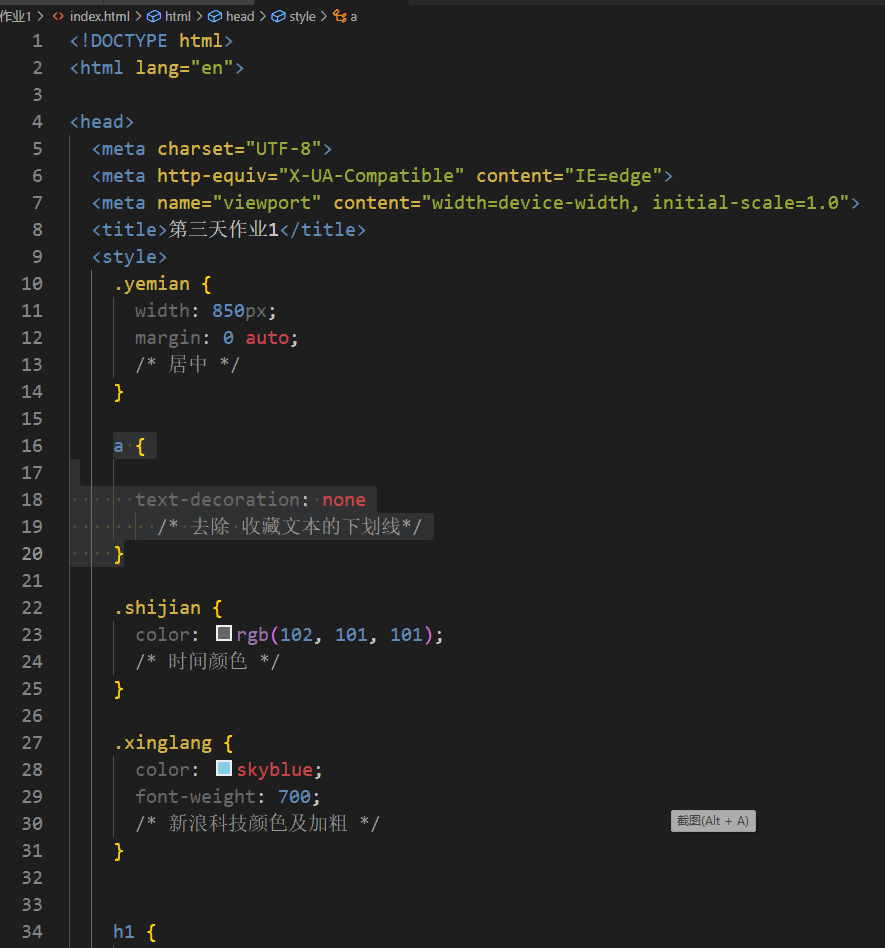 作业1 > <> index.html > html > head > style > a
1 <!DOCTYPE html>
2 <html lang="en">
3
4 <head>
5 <meta charset="UTF-8">
6 <meta http-equiv="X-UA-Compatible" content="IE=edge">
7 <meta name="viewport" content="width=device-width, initial-scale=1.0">
8 <title>第三天作业1</title>
9 <style>
10 .yemian {
11 width: 850px;
12 margin: 0 auto;
13 /* 居中 */
14 }
15
16 a {
17
18 text-decoration: none
19 /* 去除 收藏文本的下划线*/
20 }
21
22 .shijian {
23 color: rgb(102, 101, 101);
24 /* 时间颜色 */
25 }
26
27 .xinglang {
28 color: skyblue;
29 font-weight: 700;
30 /* 新浪科技颜色及加粗 */
截图(Alt + A)
31 }
32
33
34 h1 {